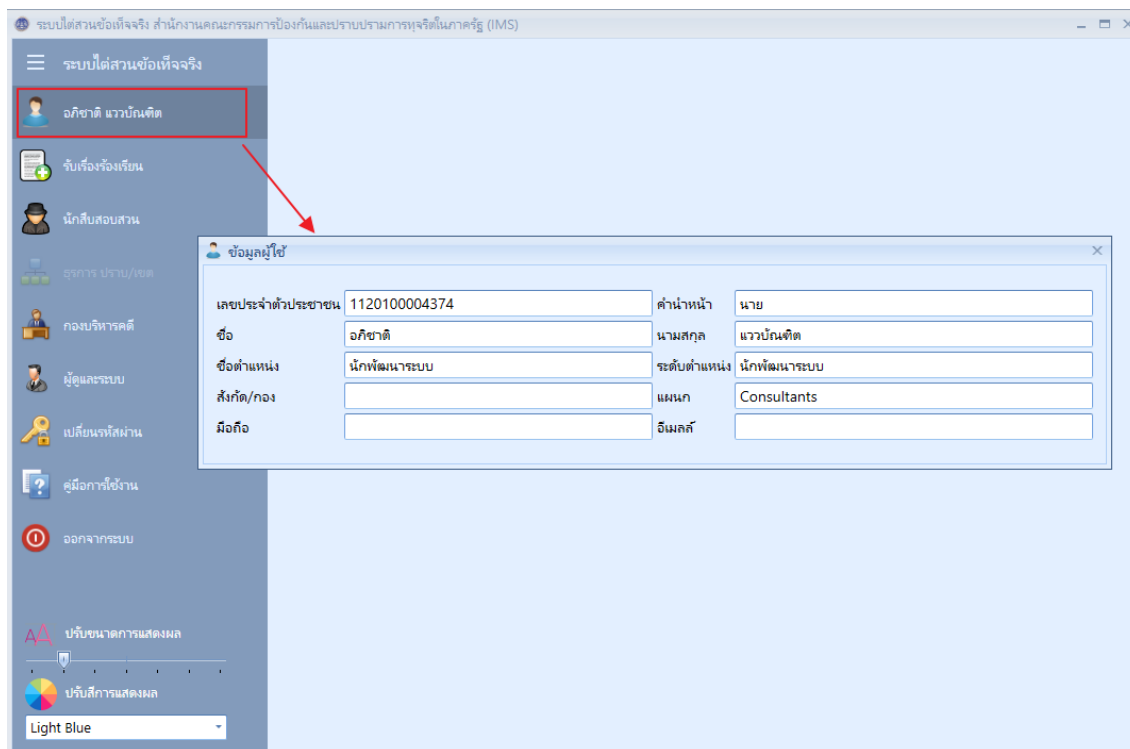 ระบบไต่สวนข้อเท็จจริง สำนักงานคณะกรรมการป้องกันและปราบปรามการทุจริตในภาครัฐ (IMS)
ระบบไต่สวนข้อเท็จจริง
อภิชาติ แววบัณฑิต
รับเรื่องร้องเรียน
นักสืบสอบสวน
ธุรการ ปราบ/เขต
กองบริหารคดี
ผู้ดูแลระบบ
เปลี่ยนรหัสผ่าน
คู่มือการใช้งาน
ออกจากระบบ
ปรับขนาดการแสดงผล
ปรับสีการแสดงผล
Light Blue
ข้อมูลผู้ใช้
เลขประจำตัวประชาชน 1120100004374 คำนำหน้า นาย
ชื่อ อภิชาติ นามสกุล แววบัณฑิต
ชื่อตำแหน่ง นักพัฒนาระบบ ระดับตำแหน่ง นักพัฒนาระบบ
สังกัด/กอง แผนก Consultants
มือถือ อีเมลล์